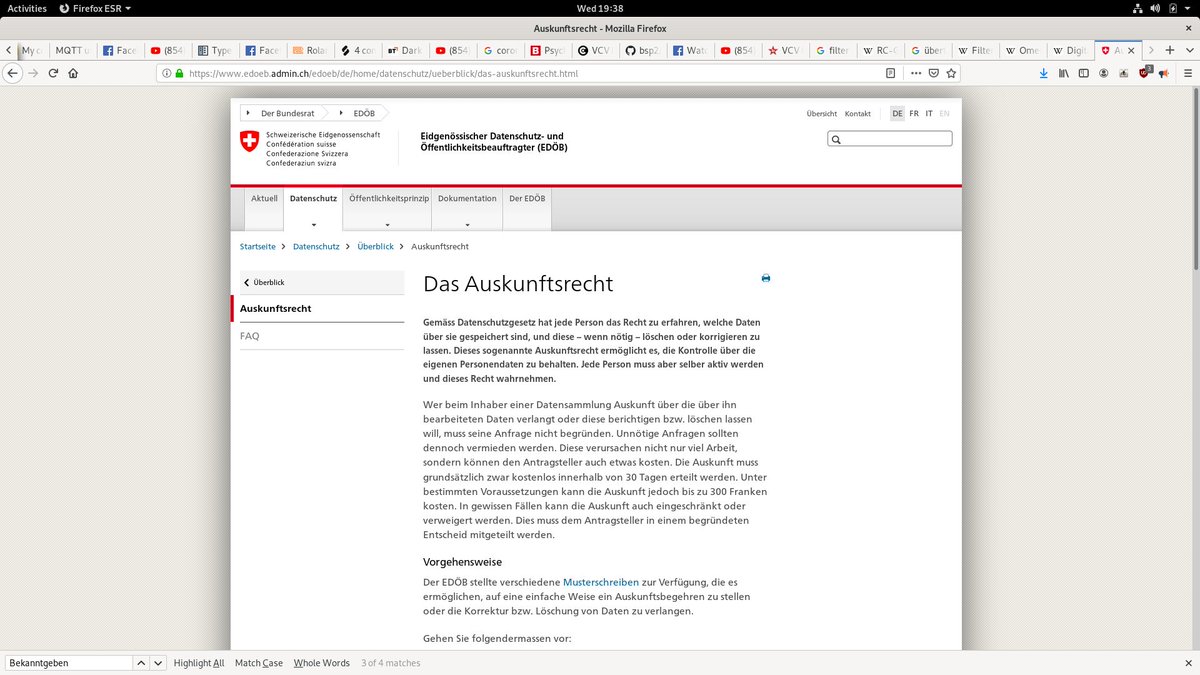 Activities Firefox ESR Wed 19:38
Auskunftsrecht - Mozilla Firefox
My c MQTT u Face (854 Type Face Rola 4 con Dark (854 coro Psyc VCV bsp2 Wat (854 VCV filter RC-G über Filte Ome Digit Au
https://www.edoeb.admin.ch/edoeb/de/home/datenschutz/ueberblick/das-auskunftsrecht.html
Der Bundesrat EDÖB
Übersicht Kontakt DE FR IT EN
Schweizerische Eidgenossenschaft
Confédération suisse
Confederazione Svizzera
Confederaziun svizra
Eidgenössischer Datenschutz- und
Öffentlichkeitsbeauftragter (EDÖB)
Aktuell Datenschutz Öffentlichkeitsprinzip Dokumentation Der EDÖB
Startseite Datenschutz Überblick Auskunftsrecht
Überblick
Auskunftsrecht
FAQ
Das Auskunftsrecht
Gemäss Datenschutzgesetz hat jede Person das Recht zu erfahren, welche Daten
über sie gespeichert sind, und diese – wenn nötig – löschen oder korrigieren zu
lassen. Dieses sogenannte Auskunftsrecht ermöglicht es, die Kontrolle über die
eigenen Personendaten zu behalten. Jede Person muss aber selber aktiv werden
und dieses Recht wahrnehmen.
Wer beim Inhaber einer Datensammlung Auskunft über die über ihn
bearbeiteten Daten verlangt oder diese berichtigen bzw. löschen lassen
will, muss seine Anfrage nicht begründen. Unnötige Anfragen sollten
dennoch vermieden werden. Diese verursachen nicht nur viel Arbeit,
sondern können den Antragsteller auch etwas kosten. Die Auskunft muss
grundsätzlich zwar kostenlos innerhalb von 30 Tagen erteilt werden. Unter
bestimmten Voraussetzungen kann die Auskunft jedoch bis zu 300 Franken
kosten. In gewissen Fällen kann die Auskunft auch eingeschränkt oder
verweigert werden. Dies muss dem Antragsteller in einem begründeten
Entscheid mitgeteilt werden.
Vorgehensweise
Der EDÖB stellte verschiedene Musterschreiben zur Verfügung, die es
ermöglichen, auf eine einfache Weise ein Auskunftsbegehren zu stellen
oder die Korrektur bzw. Löschung von Daten zu verlangen.
Gehen Sie folgendermassen vor:
Bekanntgeben Highlight All Match Case Whole Words 3 of 4 matches